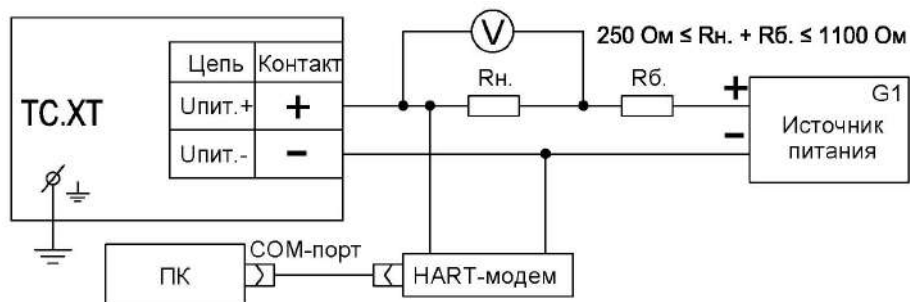 250 Ом ≤ Rн. + Rб. ≤ 1100 Ом
V
Цепь Контакт
Rн.
Rб.
+
G1
ТС.ХТ
Uпит.+ +
Источник
питания
Uпит.- −
−
COM-порт
ПК
HART-модем